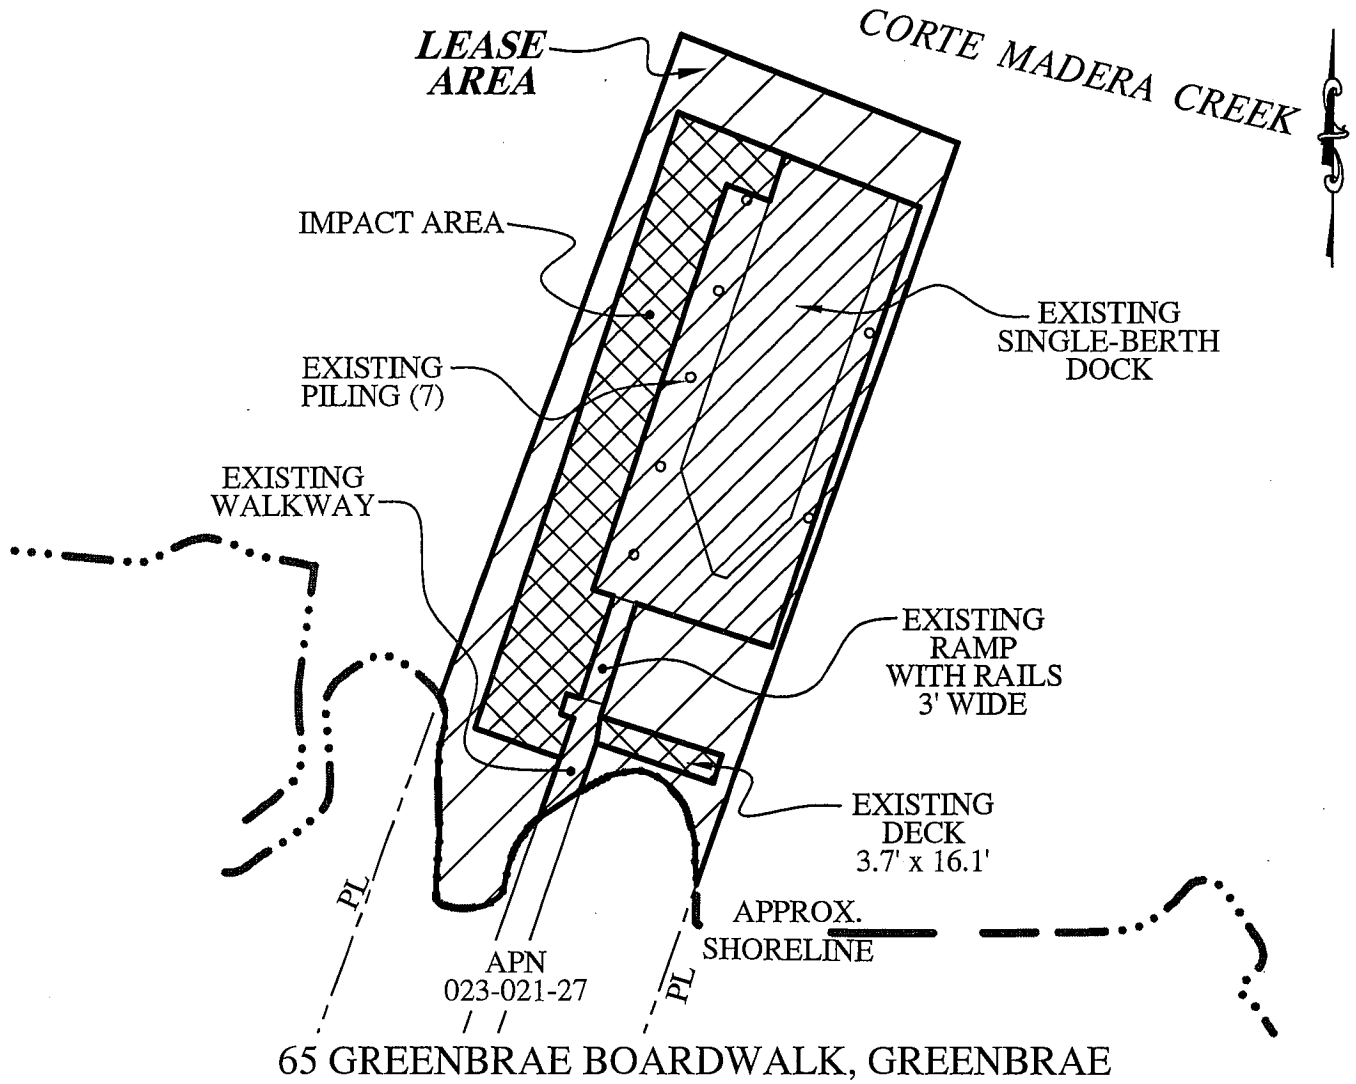 LEASE
AREA
CORTE MADERA CREEK
IMPACT AREA
EXISTING
SINGLE-BERTH
DOCK
EXISTING
PILING (7)
EXISTING
WALKWAY
EXISTING
RAMP
WITH RAILS
3' WIDE
EXISTING
DECK
3.7' x 16.1'
PL
APPROX.
SHORELINE
APN
023-021-27
PL
65 GREENBRAE BOARDWALK, GREENBRAE